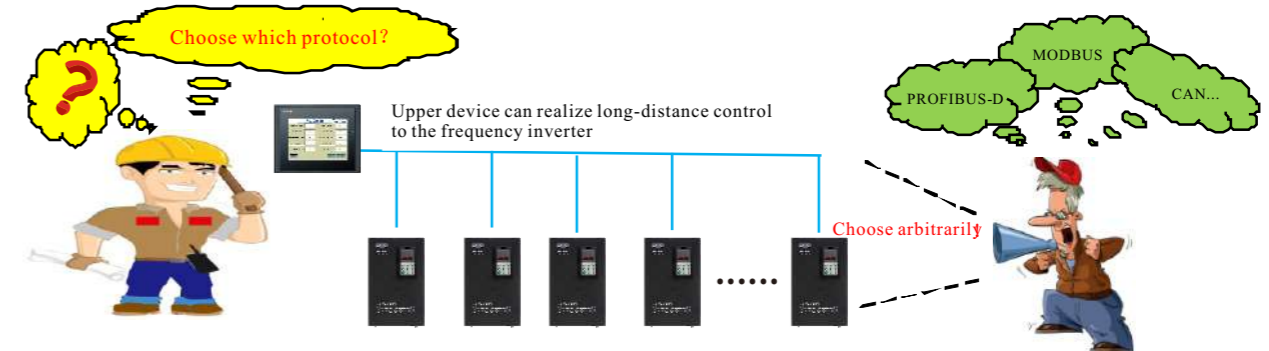 Choose which protocol?
?
Upper device can realize long-distance control
to the frequency inverter
MODBUS
PROFIBUS-D
CAN...
Choose arbitrarily
......